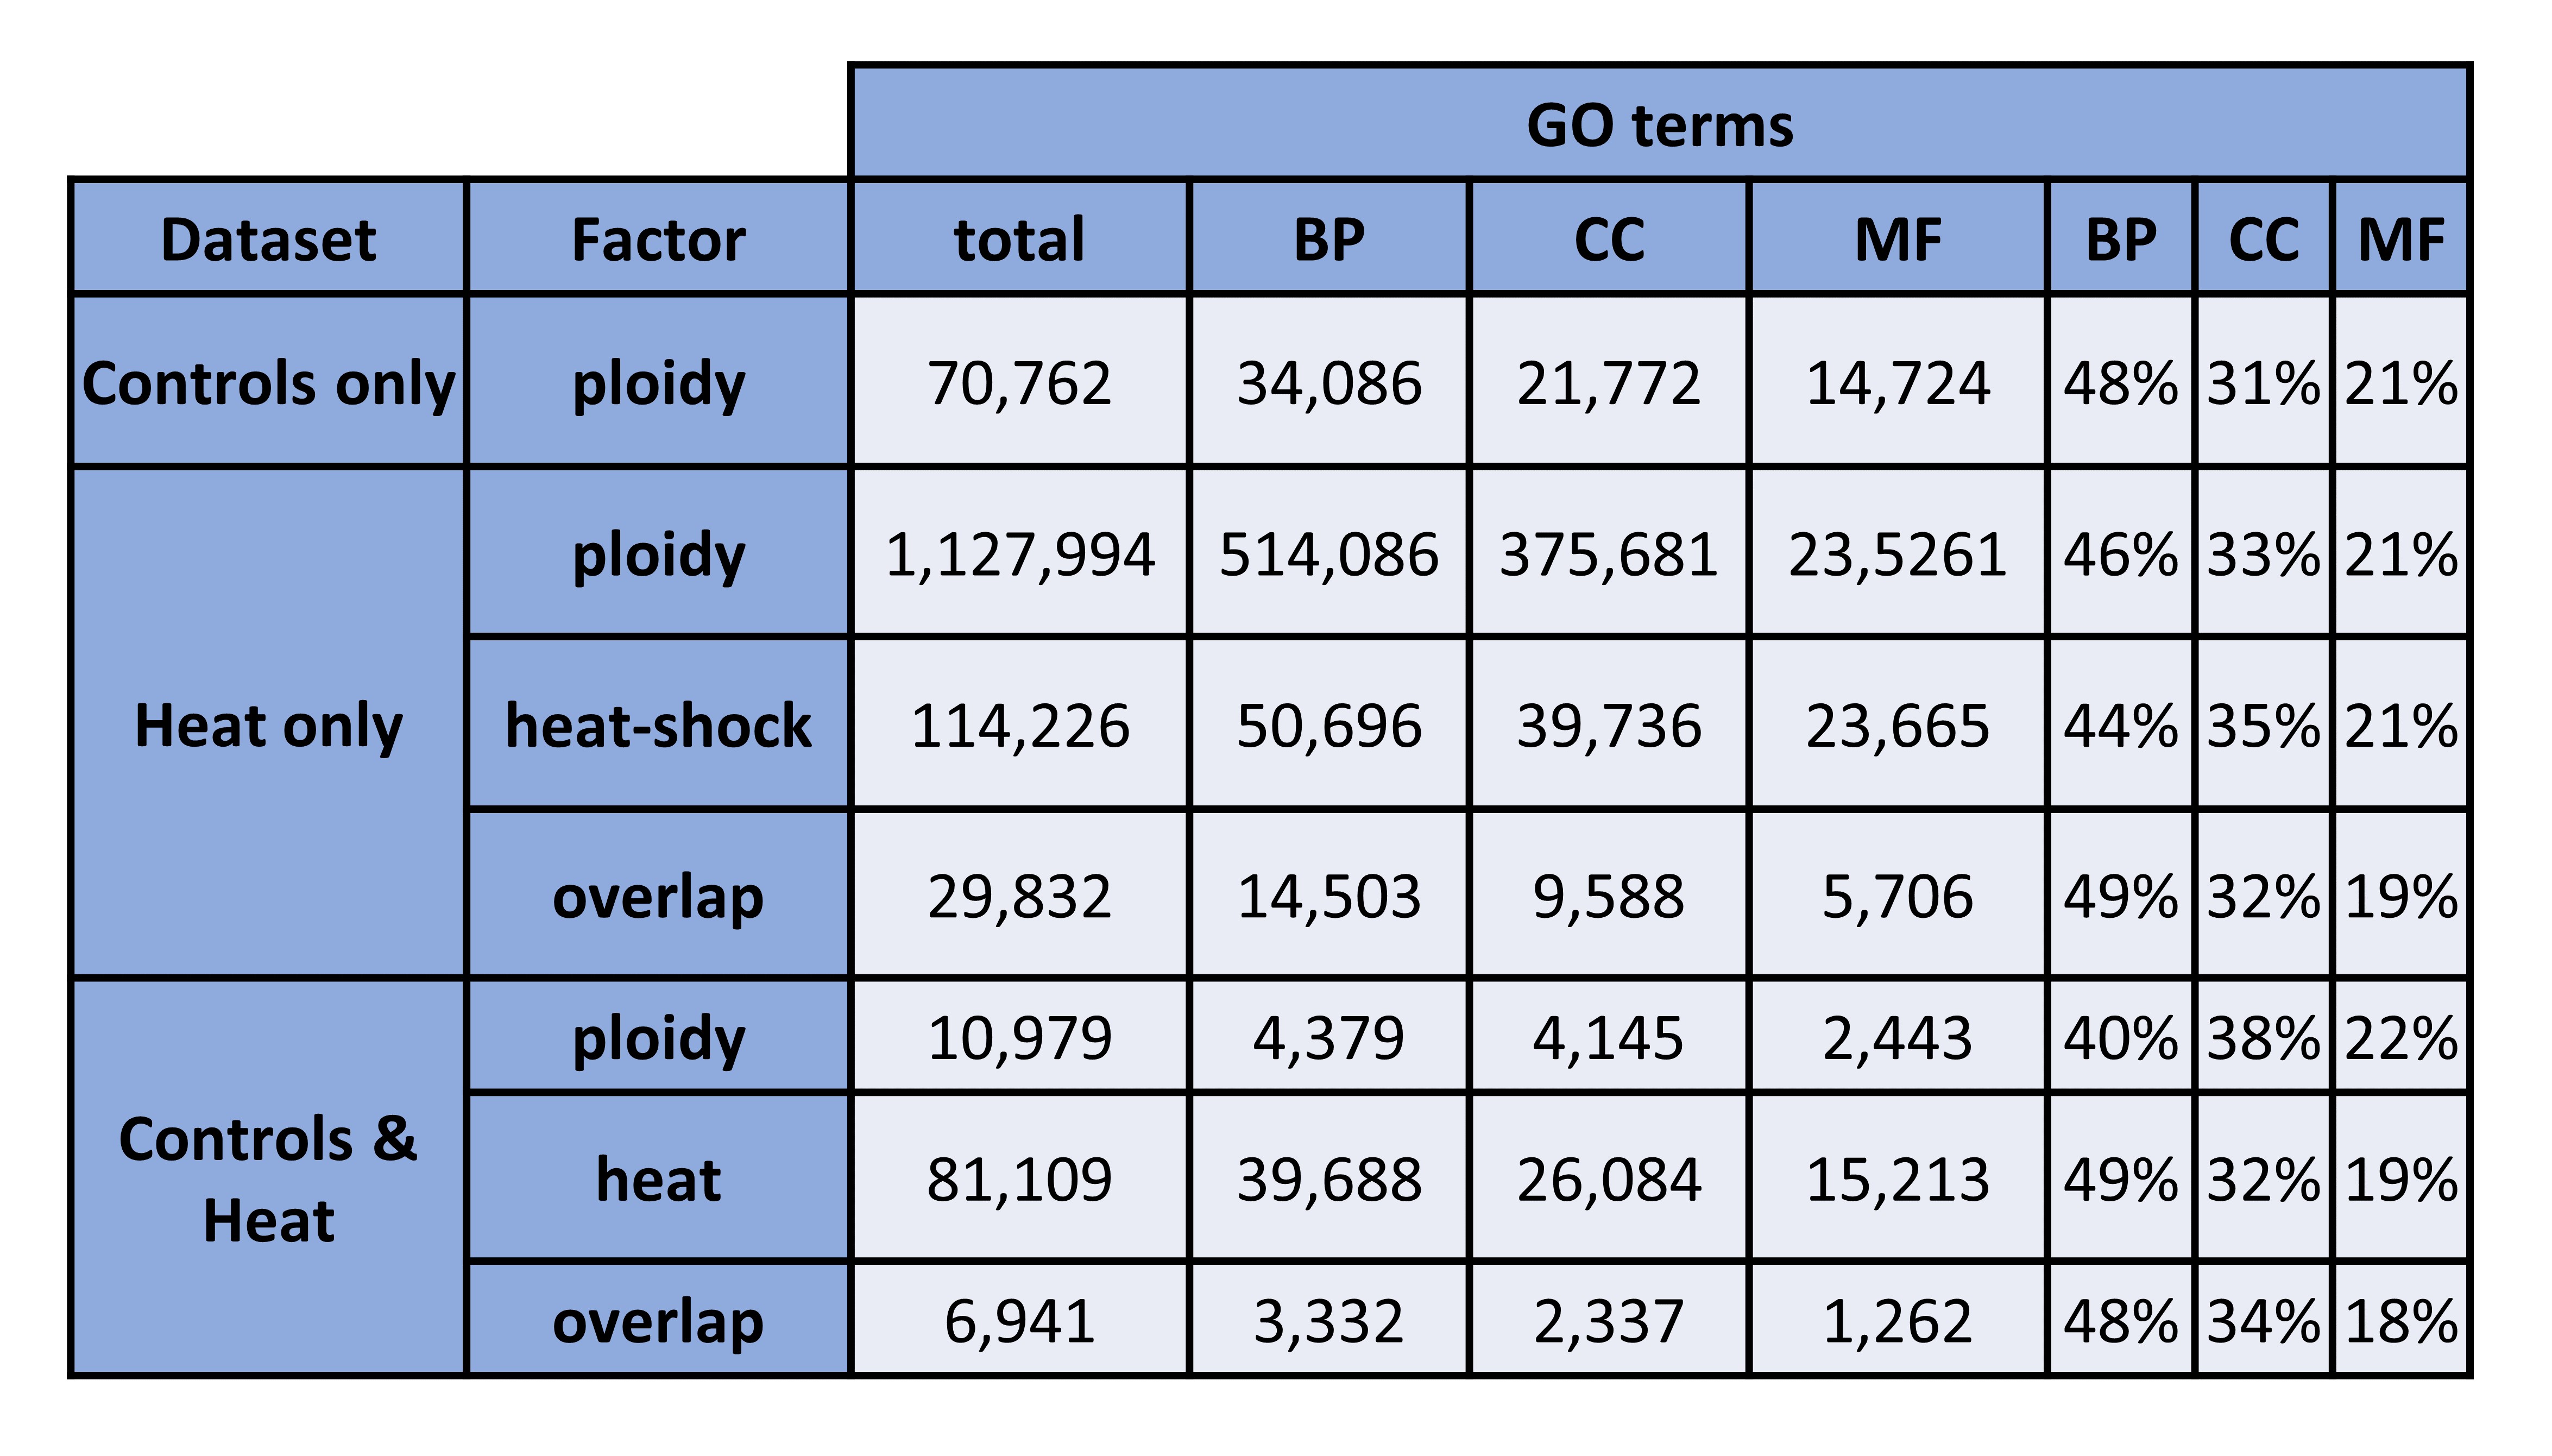 GO terms
Dataset Factor total BP CC MF BP CC MF
Controls only ploidy 70,762 34,086 21,772 14,724 48% 31% 21%
Heat only
ploidy 1,127,994 514,086 375,681 23,5261 46% 33% 21%
heat-shock 114,226 50,696 39,736 23,665 44% 35% 21%
overlap 29,832 14,503 9,588 5,706 49% 32% 19%
Controls &
Heat
ploidy 10,979 4,379 4,145 2,443 40% 38% 22%
heat 81,109 39,688 26,084 15,213 49% 32% 19%
overlap 6,941 3,332 2,337 1,262 48% 34% 18%